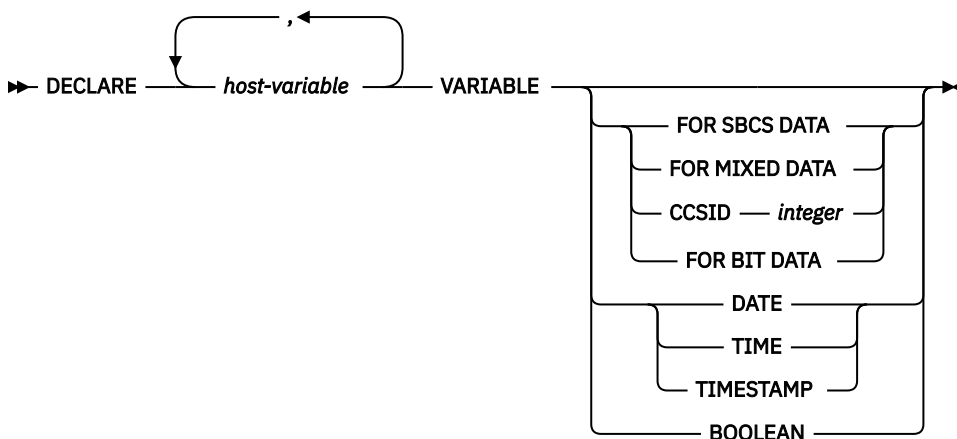 ,
DECLARE host-variable VARIABLE
FOR SBCS DATA
FOR MIXED DATA
CCSID integer
FOR BIT DATA
DATE
TIME
TIMESTAMP
BOOLEAN